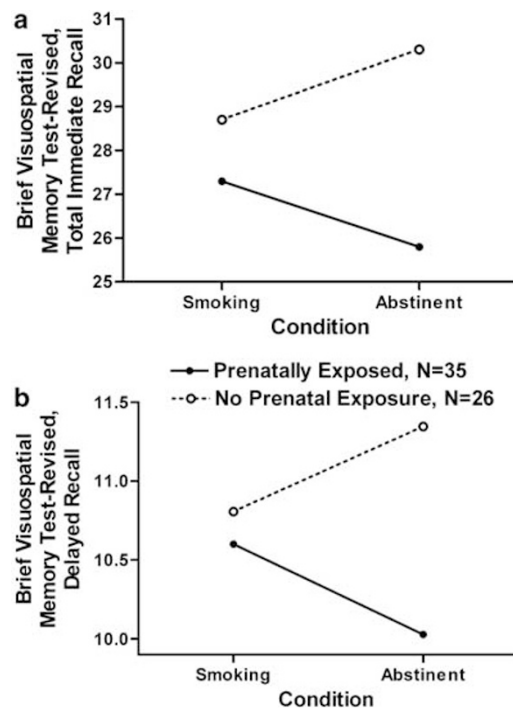 a
Brief Visuospatial
Memory Test-Revised,
Total Immediate Recall
31
30
29
28
27
26
25
Smoking
Abstinent
Condition
Prenatally Exposed, N=35
No Prenatal Exposure, N=26
b
Brief Visuospatial
Memory Test-Revised,
Delayed Recall
11.5
11.0
10.5
10.0
Smoking
Abstinent
Condition